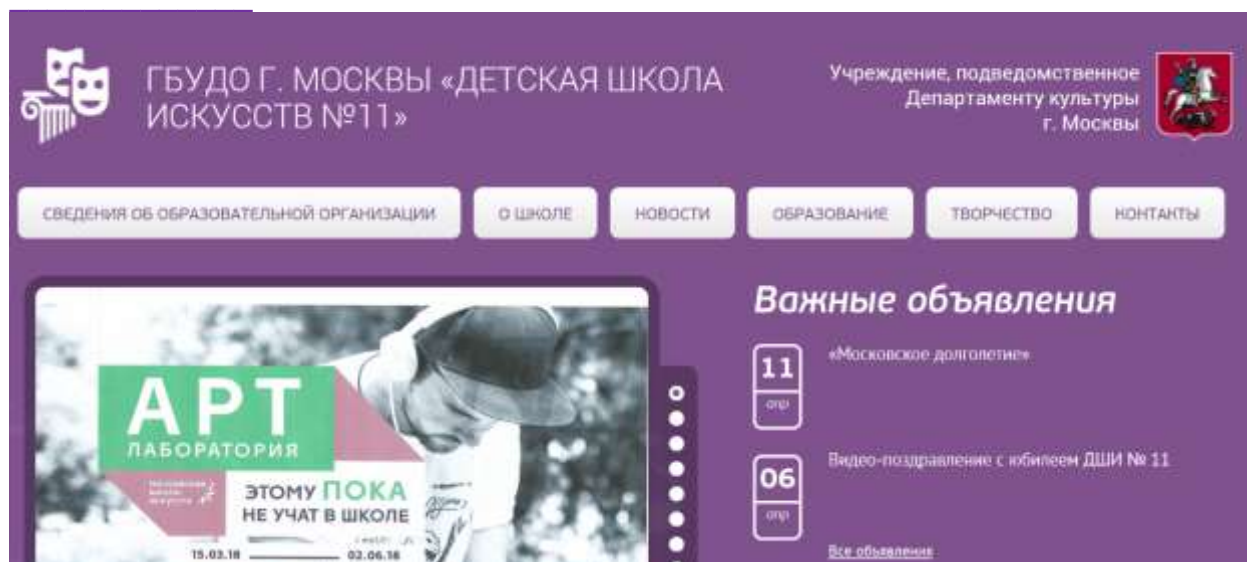 ГБУДО Г. МОСКВЫ «ДЕТСКАЯ ШКОЛА
ИСКУССТВ №11»
Учреждение, подведомственное
Департаменту культуры
г. Москвы
СВЕДЕНИЯ ОБ ОБРАЗОВАТЕЛЬНОЙ ОРГАНИЗАЦИИ
О ШКОЛЕ
НОВОСТИ
ОБРАЗОВАНИЕ
ТВОРЧЕСТВО
КОНТАКТЫ
АРТ
ЛАБОРАТОРИЯ
ЭТОМУ ПОКА
НЕ УЧАТ В ШКОЛЕ
15.03.18
02.06.18
Важные объявления
11
апр
«Московское долголетие»
06
апр
Видео-поздравление с юбилеем ДШИ № 11
Все объявления